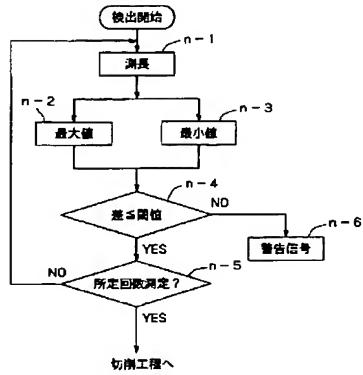 検出開始
n-1
測長
n-2
n-3
最大値
最小値
n-4
差≦閾値
NO
n-6
警告信号
YES
n-5
NO
所定回数測定?
YES
切削工程へ